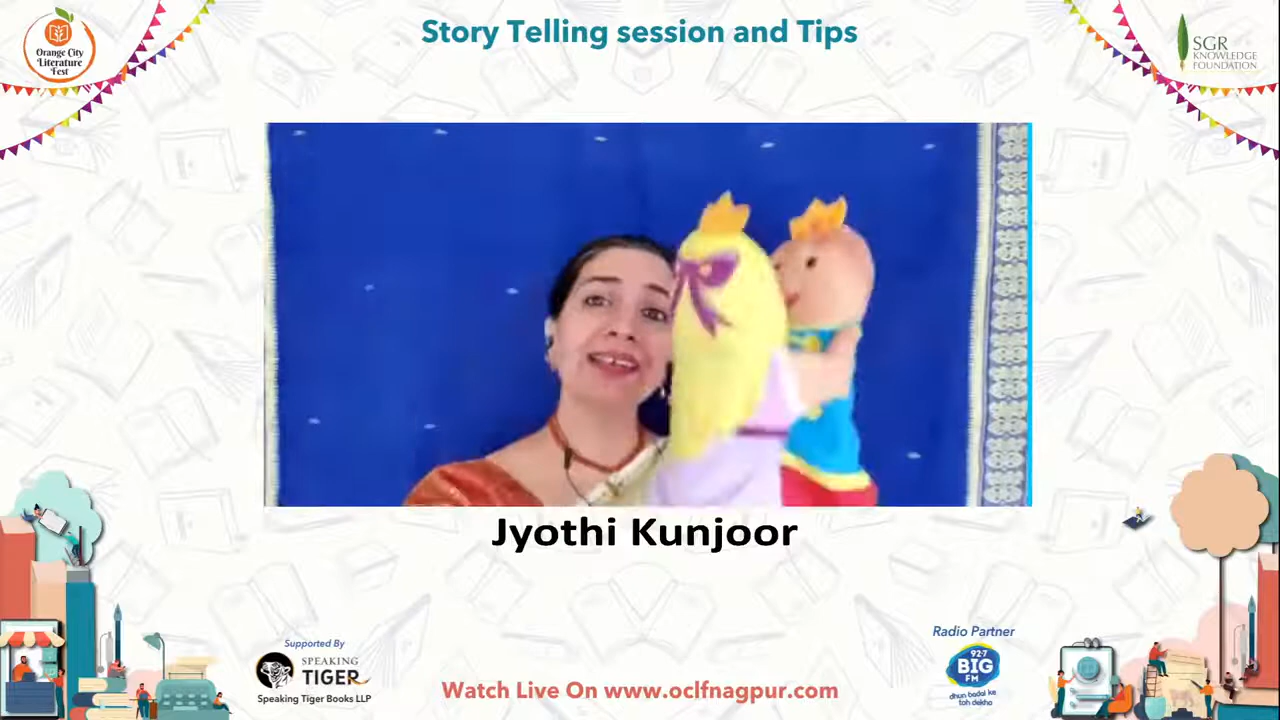 Story Telling session and Tips
Orange City
Literature
Fest
SGR
KNOWLEDGE
FOUNDATION
Jyothi Kunjoor
Supported By
SPEAKING
TIGER
Speaking Tiger Books LLP
Watch Live On www.oclfnagpur.com
Radio Partner
92·7
BIG
FM
dhun badal ke
toh dekho